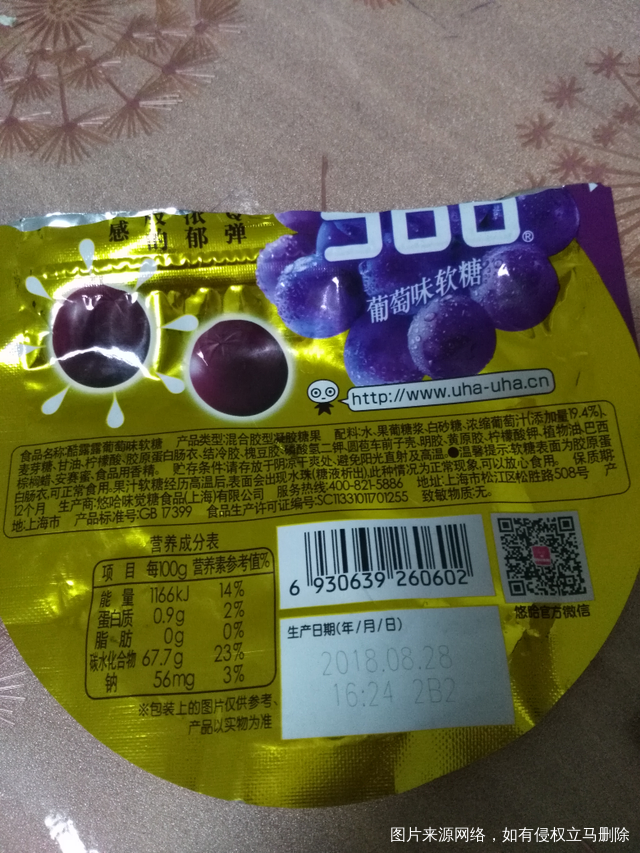 弹
浓郁
的
感
®
葡萄味软糖
http://www.uha-uha.cn
食品名称:酷露露葡萄味软糖 产品类型:混合胶型凝胶糖果 配料:水、果葡糖浆、白砂糖、浓缩葡萄汁(添加量9.4%)、
麦芽糖、甘油、柠檬酸、胶原蛋白肠衣、结冷胶、槐豆胶、磷酸氢二钾、圆苞车前子壳、明胶、黄原胶、柠檬酸钾、植物油、巴西
棕榈蜡、安赛蜜、食品用香精。 贮存条件:请存放于阴凉干爽处、避免阳光直射及高温。●温馨提示:软糖表面为胶原蛋
白肠衣,可正常食用。果汁软糖经历高温后,表面会出现水珠(糖液析出),此种情况为正常现象,可以放心食用。 保质期:
12个月 生产商:悠哈味觉糖食品(上海)有限公司 服务热线:400-821-5886 地址:上海市松江区松胜路508号 产
地:上海市 产品标准号:GB 17399 食品生产许可证编号:SC11331011701255 致敏物质:无。
营养成分表
项 目 每100g 营养素参考值%
能 量 1166kJ 14%
蛋白质 0.9g 2%
脂 肪 0g 0%
碳水化合物 67.7g 23%
钠 56mg 3%
※包装上的图片仅供参考、
产品以实物为准
6 930639 260602
悠哈官方微信
生产日期(年/月/日)
2018.08.28
16:24 2B2
图片来源网络，如有侵权立马删除